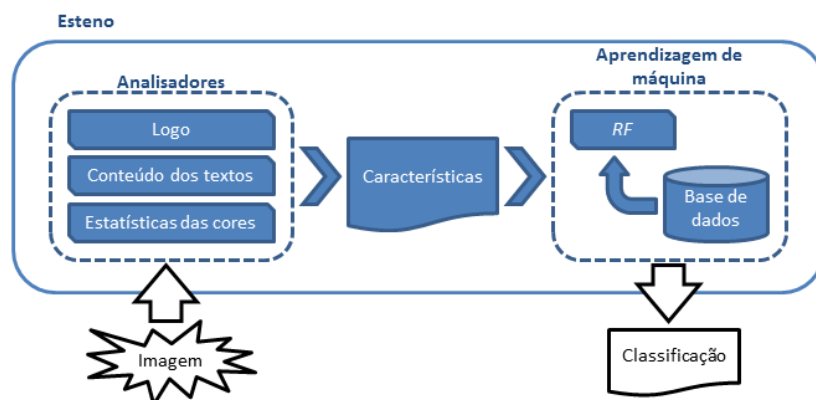 Esteno
Analisadores
Logo
Conteúdo dos textos
Estatísticas das cores
Características
Aprendizagem de
máquina
RF
Base de
dados
Imagem
Classificação